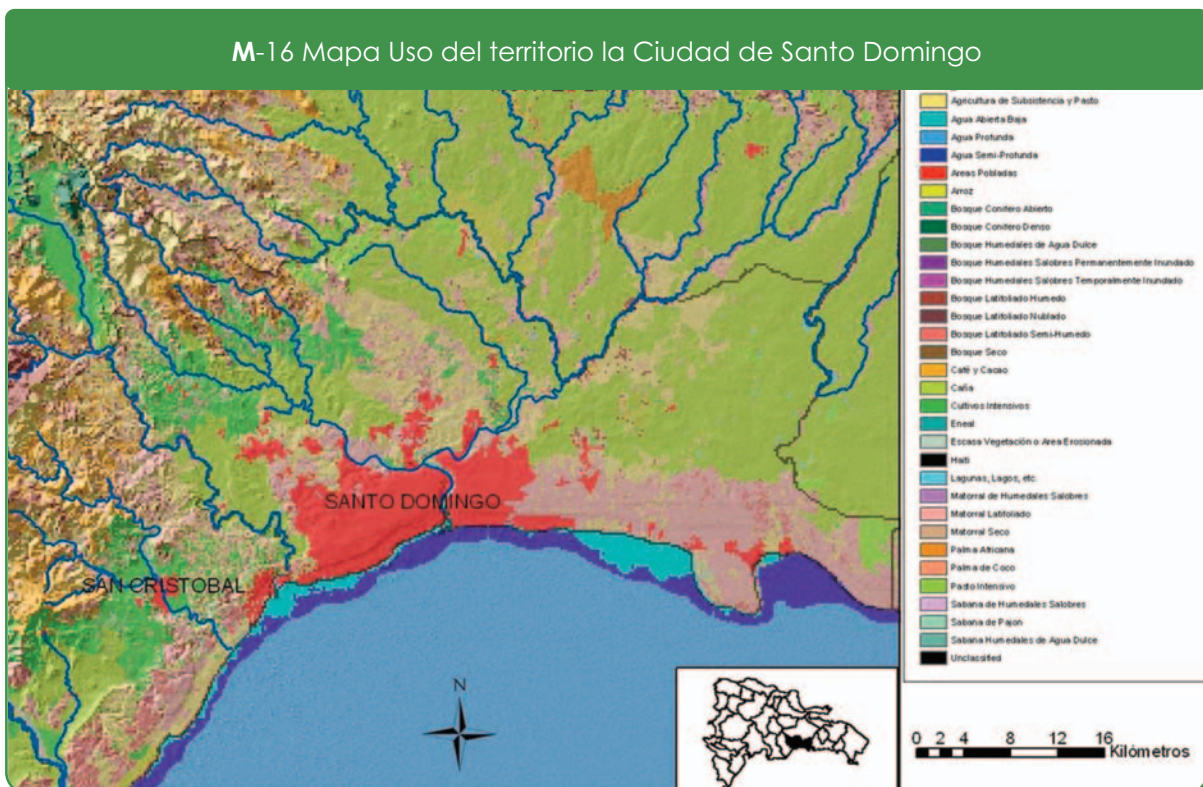 M-16 Mapa Uso del territorio la Ciudad de Santo Domingo
Agricultura de Subsistencia y Pasto
Agua Abierta Baja
Agua Profunda
Agua Semi-Profunda
Areas Pobladas
Arroz
Bosque Conifero Abierto
Bosque Conifero Denso
Bosque Humedales de Agua Dulce
Bosque Humedales Salobres Permanentemente Inundado
Bosque Humedales Salobres Temporalmente Inundado
Bosque Latifoliado Humedo
Bosque Latifoliado Nublado
Bosque Latifoliado Semi-Humedo
Bosque Seco
Café y Cacao
Caña
Cultivos Intensivos
Eneal
Escasa Vegetación o Area Erosionada
Haiti
Lagunas, Lagos, etc.
Matorral de Humedales Salobres
Matorral Latifoliado
Matorral Seco
Palma Africana
Palma de Coco
Pasto Intensivo
Sabana de Humedales Salobres
Sabana de Pajon
Sabana Humedales de Agua Dulce
Unclassified
SANTO DOMINGO
SAN CRISTOBAL
N
0 2 4 8 12 16
Kilómetros